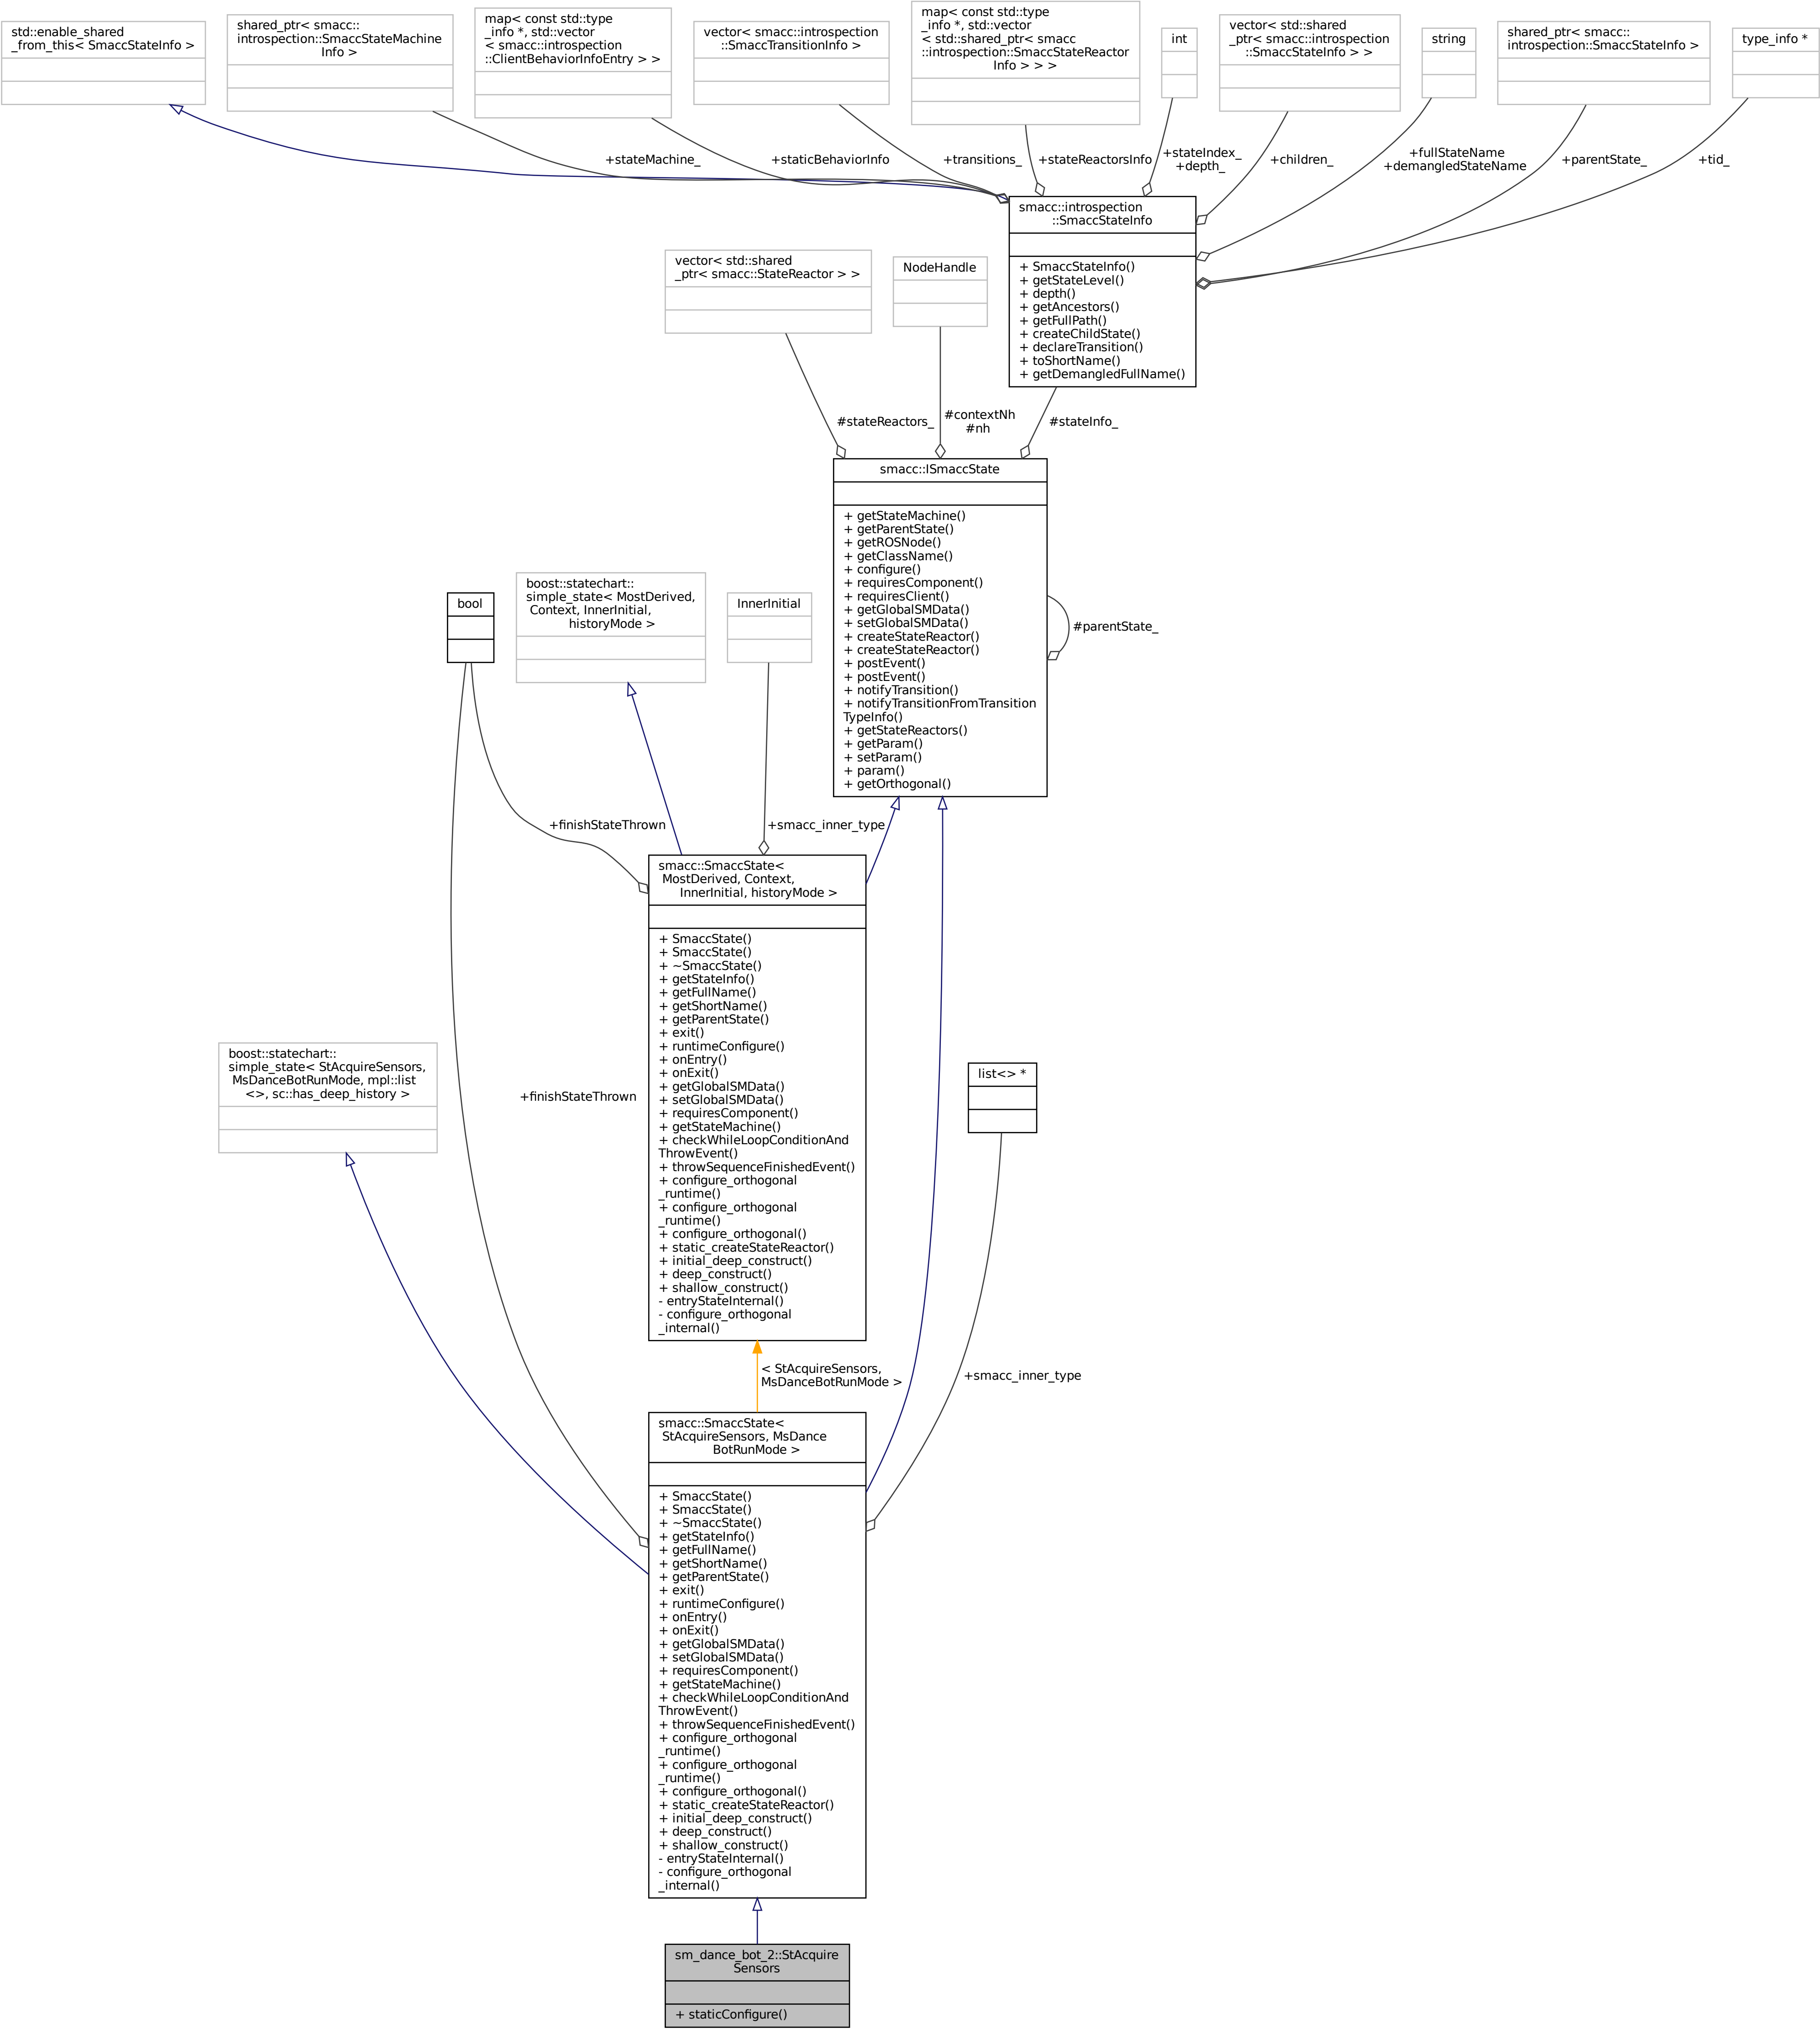 std::enable_shared
_from_this< SmaccStateInfo >
shared_ptr< smacc::
introspection::SmaccStateMachine
Info >
map< const std::type
_info *, std::vector
< smacc::introspection
::ClientBehaviorInfoEntry > >
vector< smacc::introspection
::SmaccTransitionInfo >
map< const std::type
_info *, std::vector
< std::shared_ptr< smacc
::introspection::SmaccStateReactor
Info > > >
int
vector< std::shared
_ptr< smacc::introspection
::SmaccStateInfo > >
string
shared_ptr< smacc::
introspection::SmaccStateInfo >
type_info *
+stateMachine_
+staticBehaviorInfo
+transitions_
+stateReactorsInfo
+stateIndex_
+depth_
+children_
+fullStateName
+demangledStateName
+parentState_
+tid_
smacc::introspection
::SmaccStateInfo
+ SmaccStateInfo()
+ getStateLevel()
+ depth()
+ getAncestors()
+ getFullPath()
+ createChildState()
+ declareTransition()
+ toShortName()
+ getDemangledFullName()
vector< std::shared
_ptr< smacc::StateReactor > >
NodeHandle
#stateReactors_
#contextNh
#nh
#stateInfo_
smacc::ISmaccState
+ getStateMachine()
+ getParentState()
+ getROSNode()
+ getClassName()
+ configure()
+ requiresComponent()
+ requiresClient()
+ getGlobalSMData()
+ setGlobalSMData()
+ createStateReactor()
+ createStateReactor()
+ postEvent()
+ postEvent()
+ notifyTransition()
+ notifyTransitionFromTransition
TypeInfo()
+ getStateReactors()
+ getParam()
+ setParam()
+ param()
+ getOrthogonal()
#parentState_
bool
boost::statechart::
simple_state< MostDerived,
Context, InnerInitial,
historyMode >
InnerInitial
+finishStateThrown
+smacc_inner_type
smacc::SmaccState<
MostDerived, Context,
InnerInitial, historyMode >
+ SmaccState()
+ SmaccState()
+ ~SmaccState()
+ getStateInfo()
+ getFullName()
+ getShortName()
+ getParentState()
+ exit()
+ runtimeConfigure()
+ onEntry()
+ onExit()
+ getGlobalSMData()
+ setGlobalSMData()
+ requiresComponent()
+ getStateMachine()
+ checkWhileLoopConditionAnd
ThrowEvent()
+ throwSequenceFinishedEvent()
+ configure_orthogonal
_runtime()
+ configure_orthogonal
_runtime()
+ configure_orthogonal()
+ static_createStateReactor()
+ initial_deep_construct()
+ deep_construct()
+ shallow_construct()
- entryStateInternal()
- configure_orthogonal
_internal()
boost::statechart::
simple_state< StAcquireSensors,
MsDanceBotRunMode, mpl::list
<>, sc::has_deep_history >
+finishStateThrown
list<> *
< StAcquireSensors,
MsDanceBotRunMode >
+smacc_inner_type
smacc::SmaccState<
StAcquireSensors, MsDance
BotRunMode >
+ SmaccState()
+ SmaccState()
+ ~SmaccState()
+ getStateInfo()
+ getFullName()
+ getShortName()
+ getParentState()
+ exit()
+ runtimeConfigure()
+ onEntry()
+ onExit()
+ getGlobalSMData()
+ setGlobalSMData()
+ requiresComponent()
+ getStateMachine()
+ checkWhileLoopConditionAnd
ThrowEvent()
+ throwSequenceFinishedEvent()
+ configure_orthogonal
_runtime()
+ configure_orthogonal
_runtime()
+ configure_orthogonal()
+ static_createStateReactor()
+ initial_deep_construct()
+ deep_construct()
+ shallow_construct()
- entryStateInternal()
- configure_orthogonal
_internal()
sm_dance_bot_2::StAcquire
Sensors
+ staticConfigure()